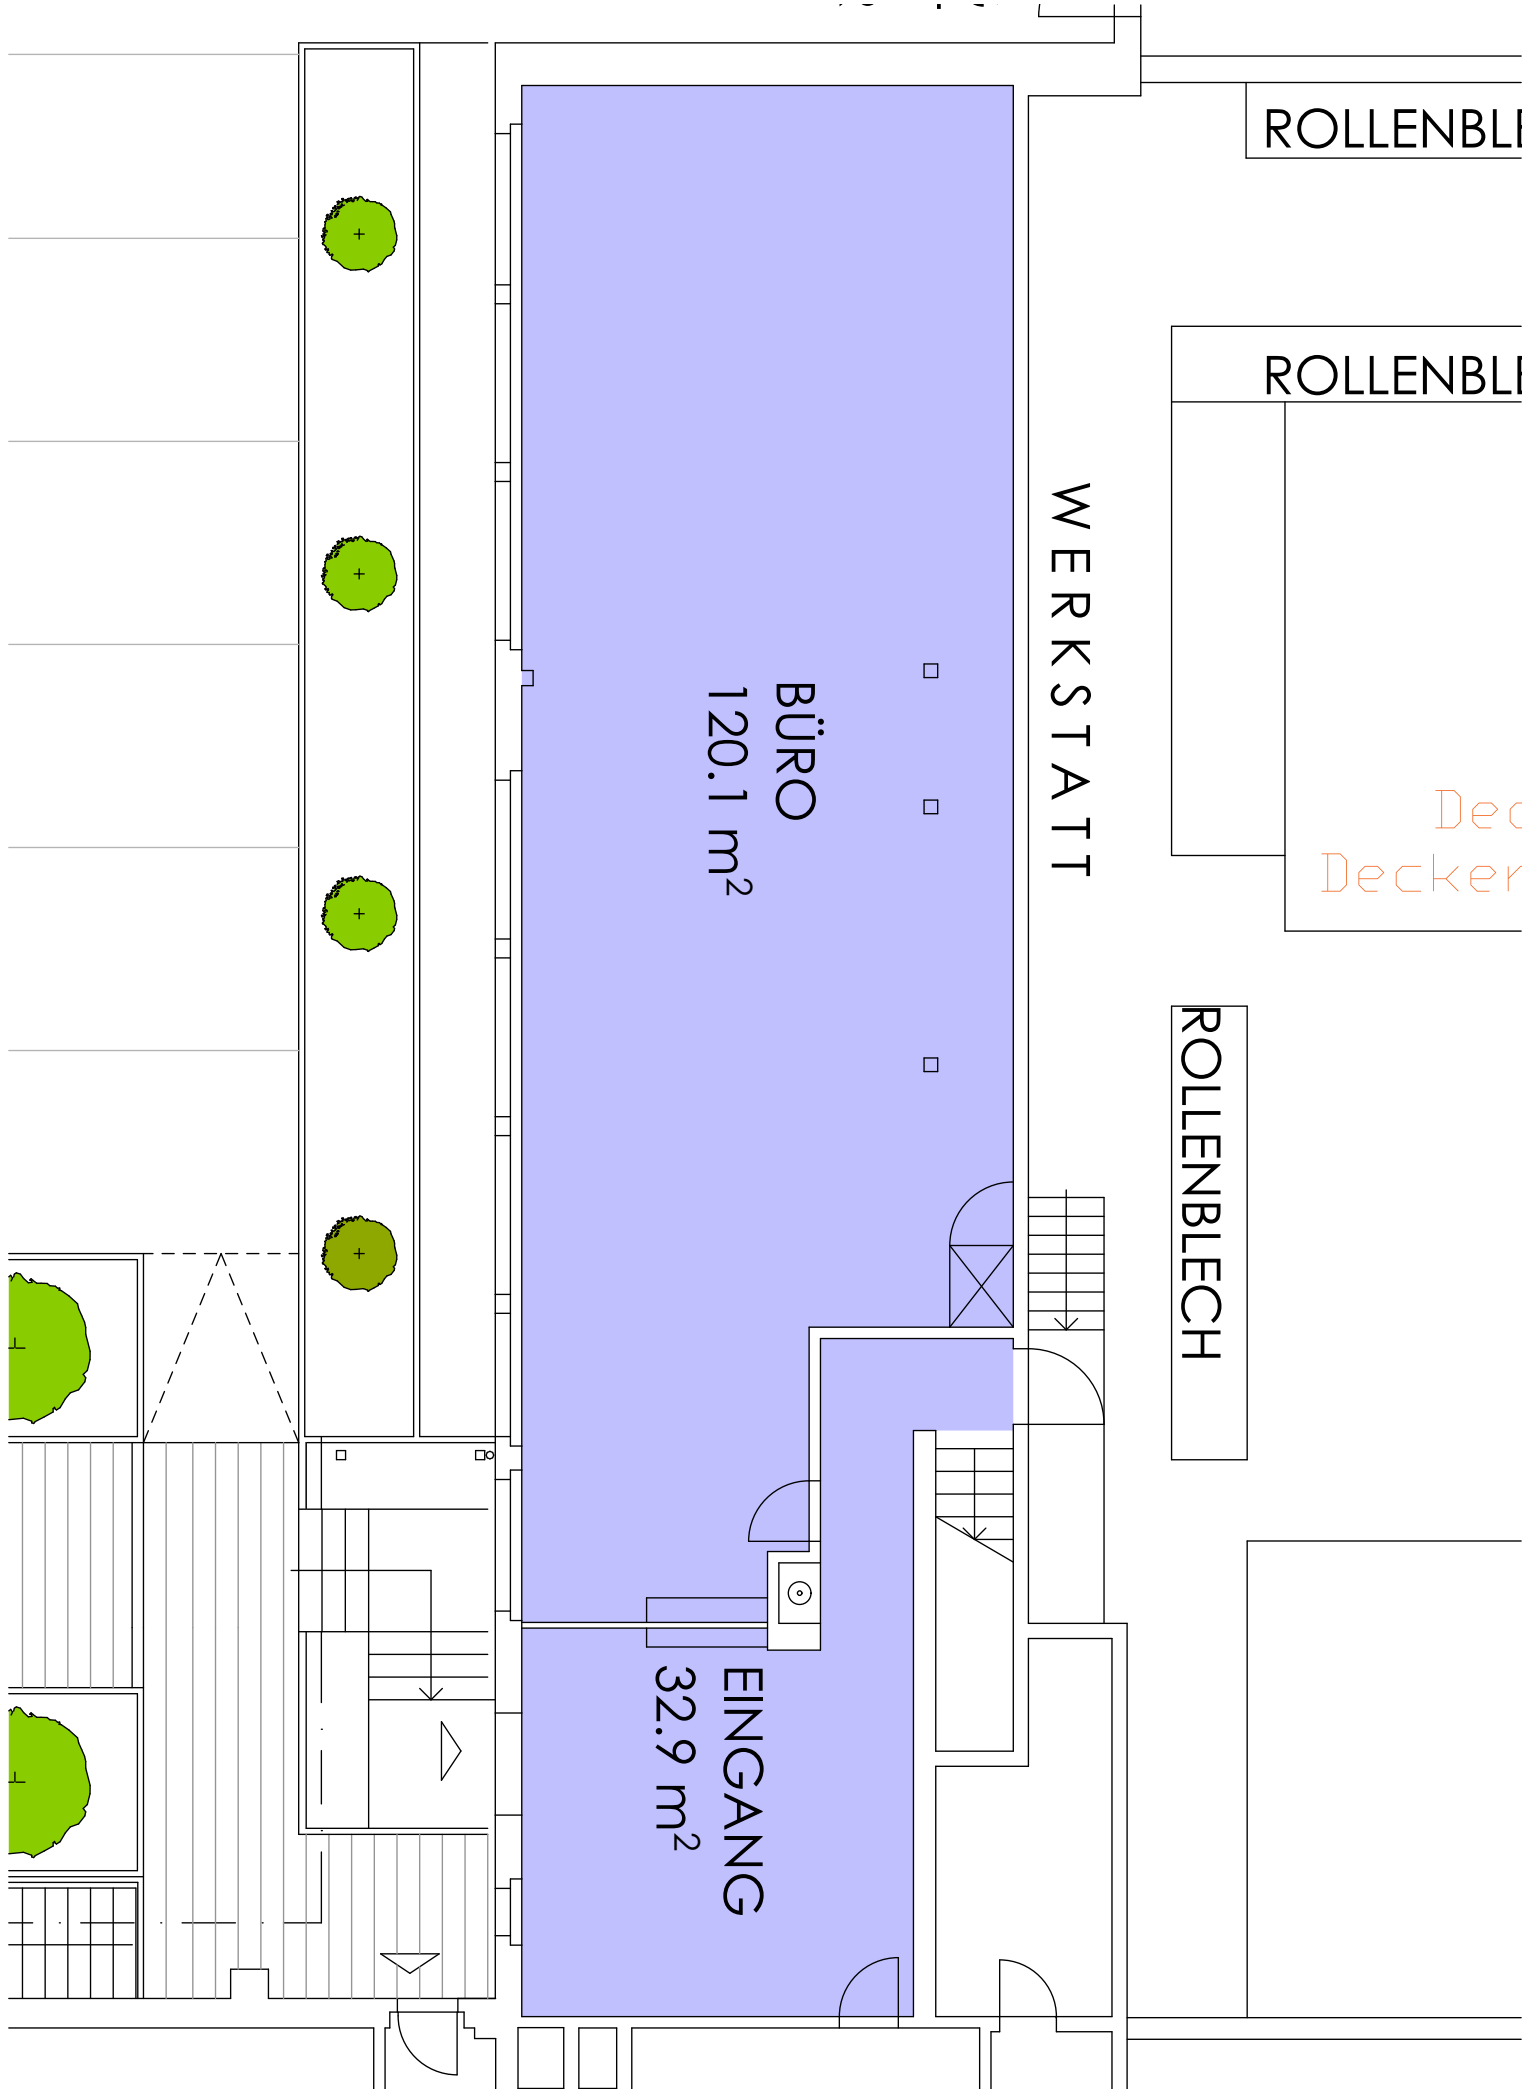 ROLLENBLE
ROLLENBLE
WERKSTATT
BÜRO
120.1 m²
Dec
Decker
ROLLENBLECH
EINGANG
32.9 m²